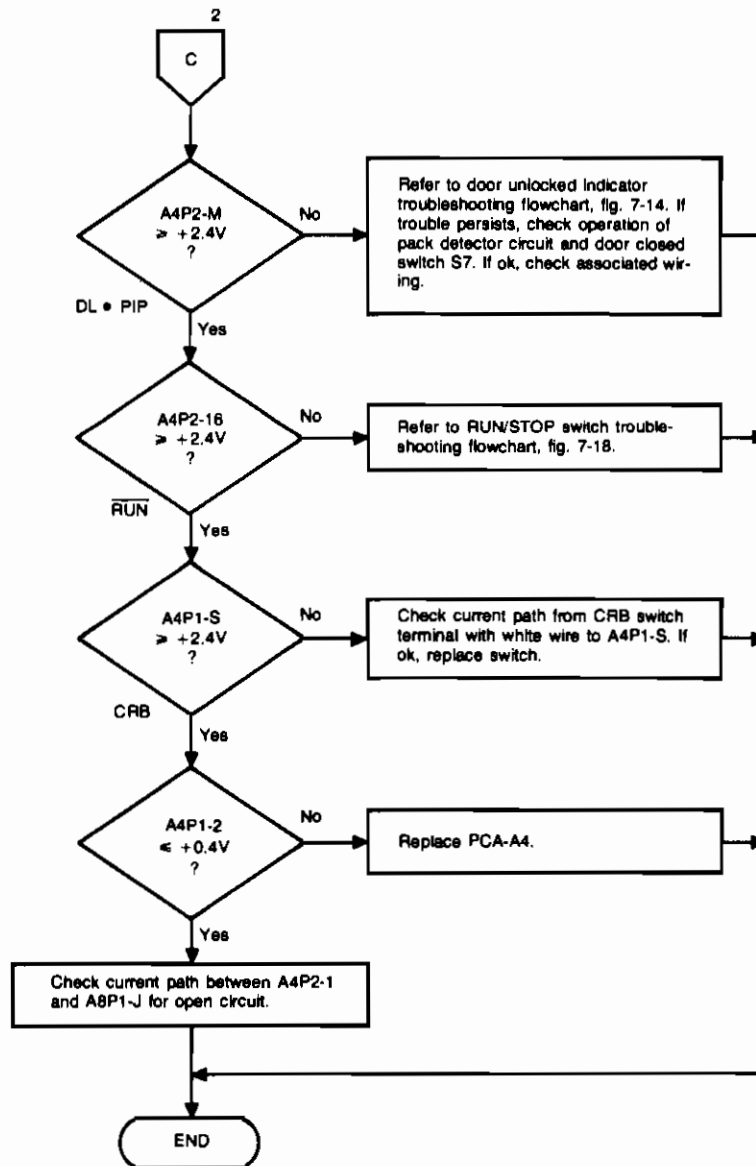 2
C
A4P2-M
≥ +2.4V
?
No
Refer to door unlocked indicator
troubleshooting flowchart, fig. 7-14. If
trouble persists, check operation of
pack detector circuit and door closed
switch S7. If ok, check associated wir-
ing.
DL • PIP
Yes
A4P2-16
≥ +2.4V
?
No
Refer to RUN/STOP switch trouble-
shooting flowchart, fig. 7-18.
R̅U̅N̅
Yes
A4P1-S
≥ +2.4V
?
No
Check current path from CRB switch
terminal with white wire to A4P1-S. If
ok, replace switch.
CRB
Yes
A4P1-2
≤ +0.4V
?
No
Replace PCA-A4.
Yes
Check current path between A4P2-1
and A8P1-J for open circuit.
END